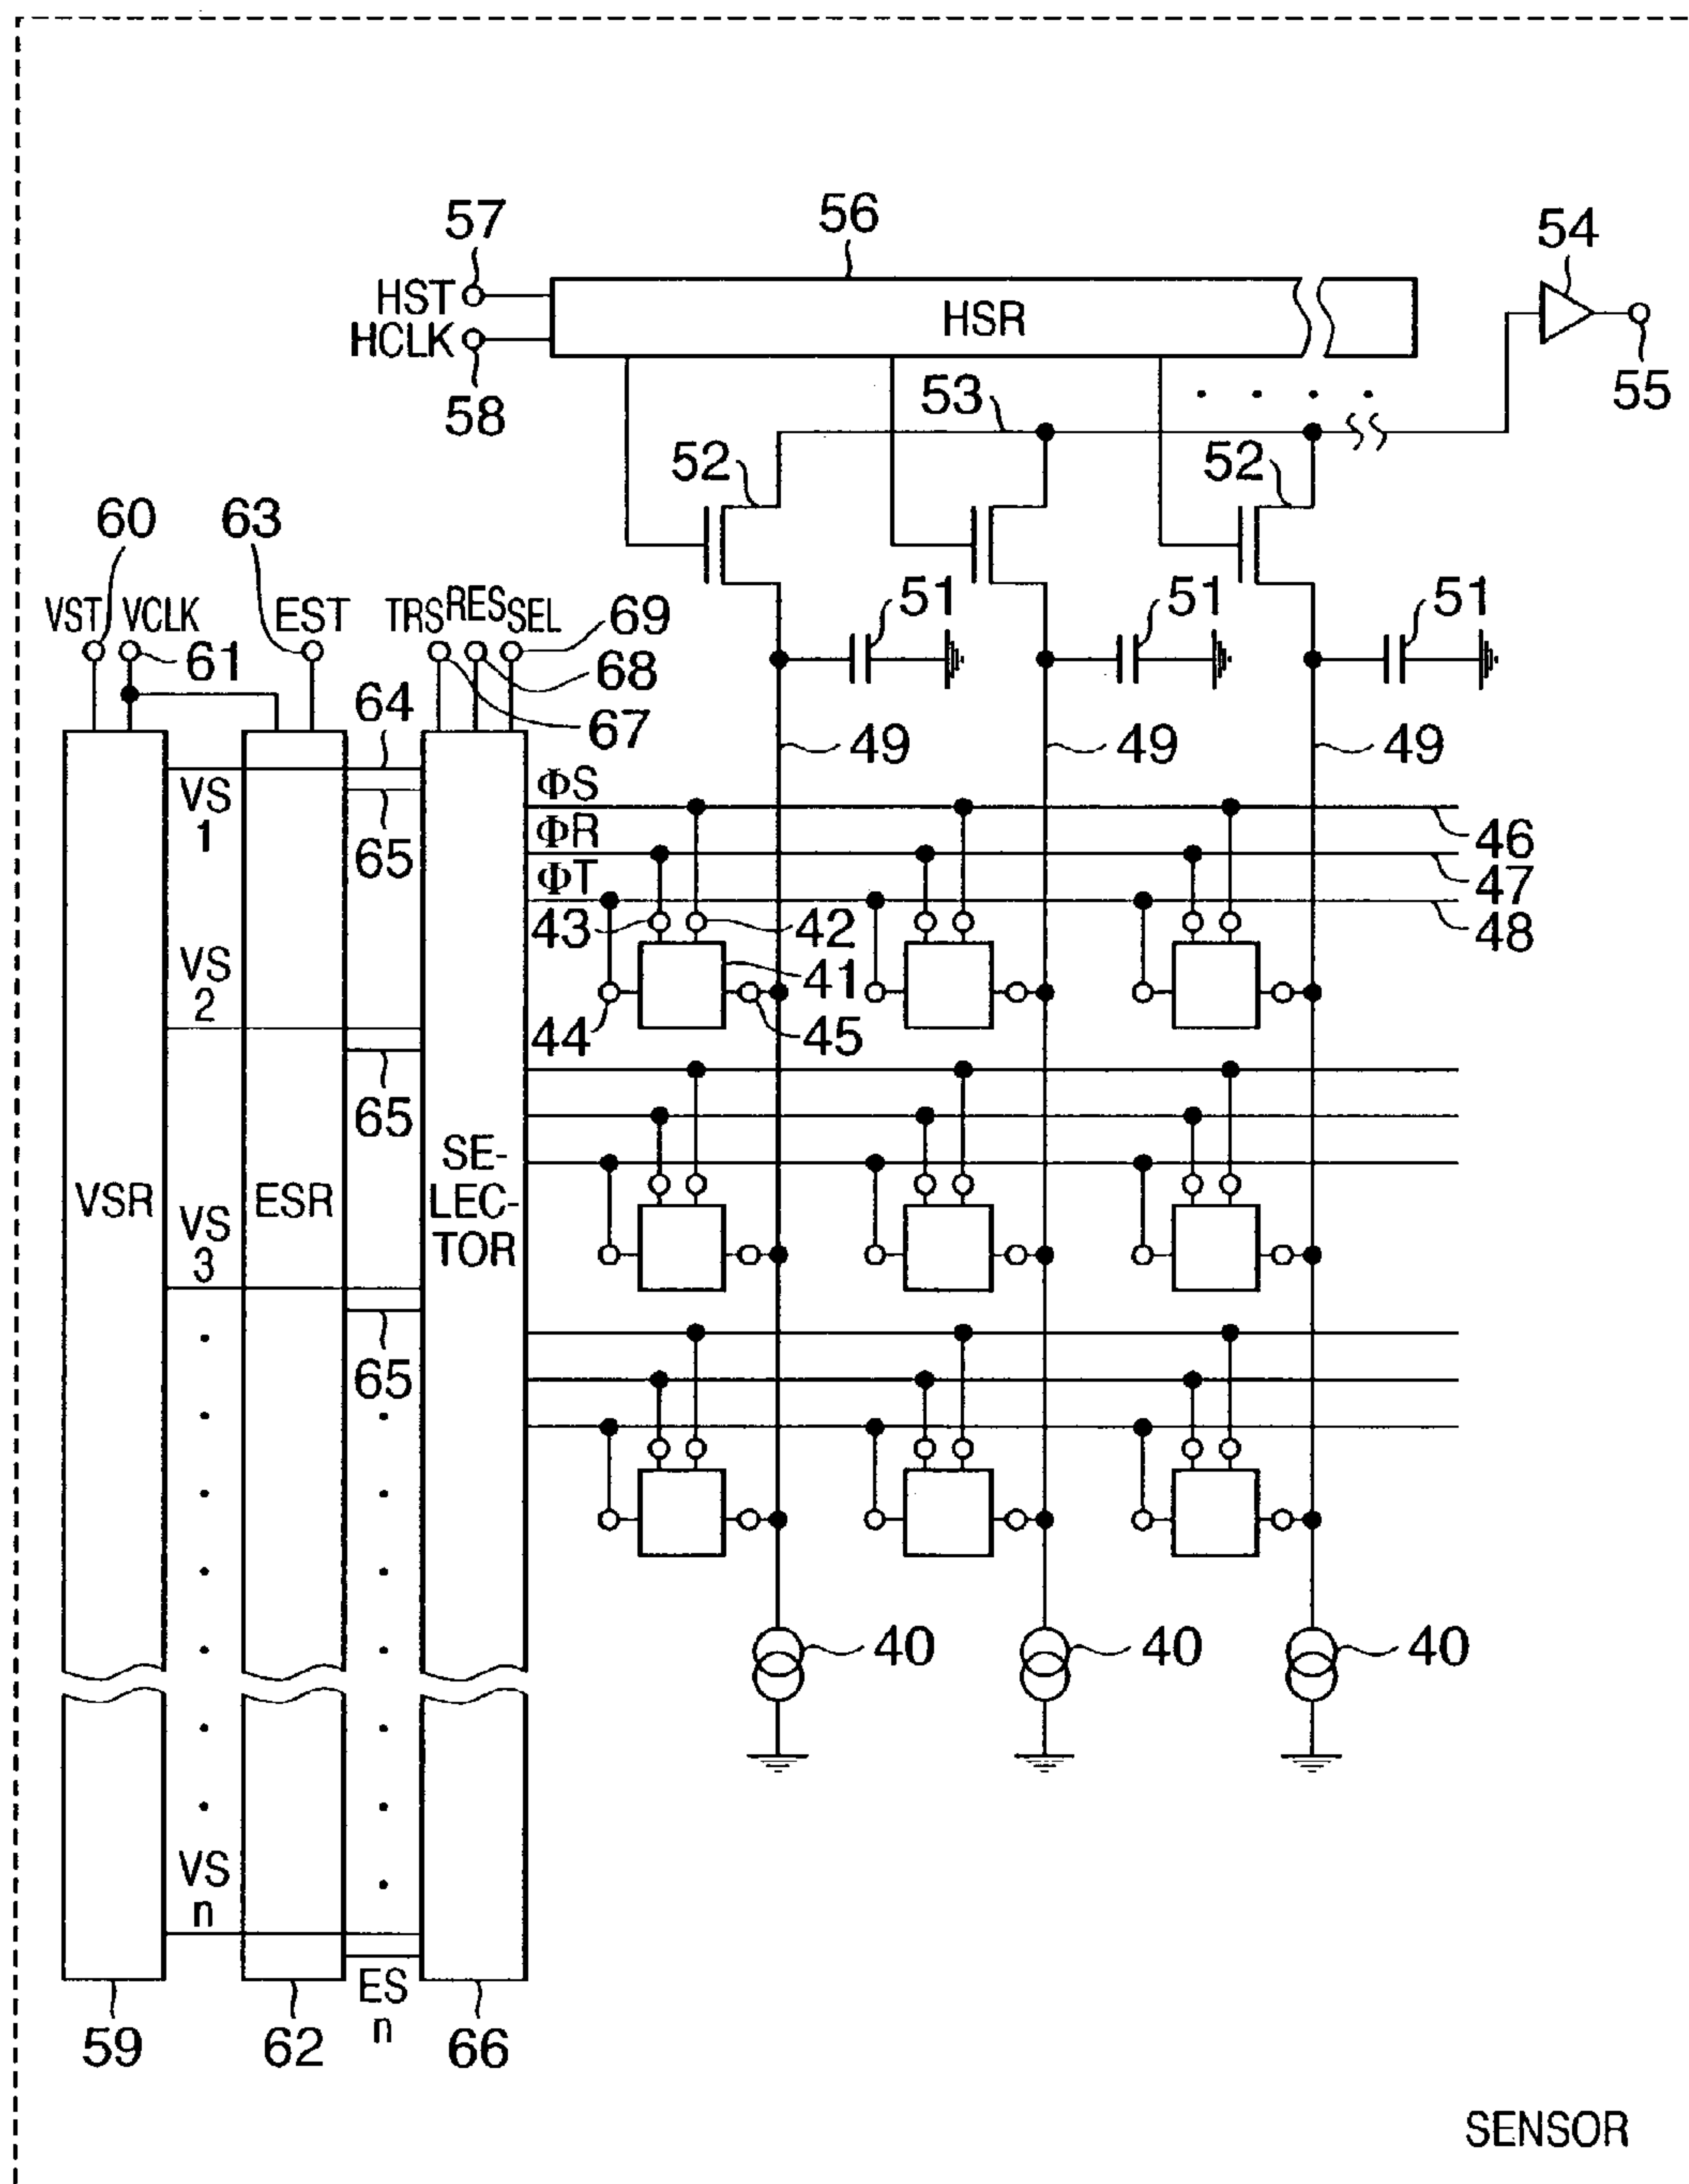 57
56
54
HST
HSR
HCLK
58
53
55
52
52
60
63
VST
VCLK
EST
TRS
RES
SEL
69
51
51
51
61
68
64
67
49
49
49
VS
1
ΦS
65
ΦR
46
ΦT
47
43
42
48
VS
2
41
44
45
65
SE-
LEC-
TOR
VSR
VS
3
ESR
65
40
40
40
VS
n
ES
n
59
62
66
SENSOR